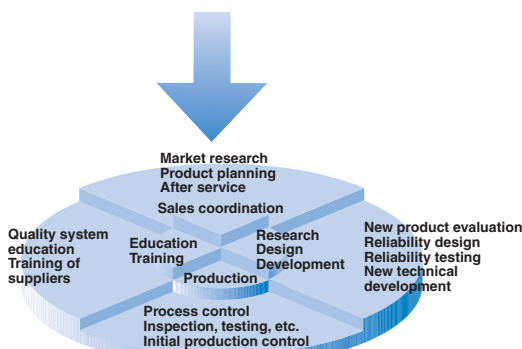 Market research
Product planning
After service
Sales coordination
Quality system
education
Training of
suppliers
Education
Training
Research
Design
Development
New product evaluation
Reliability design
Reliability testing
New technical
development
Production
Process control
Inspection, testing, etc.
Initial production control